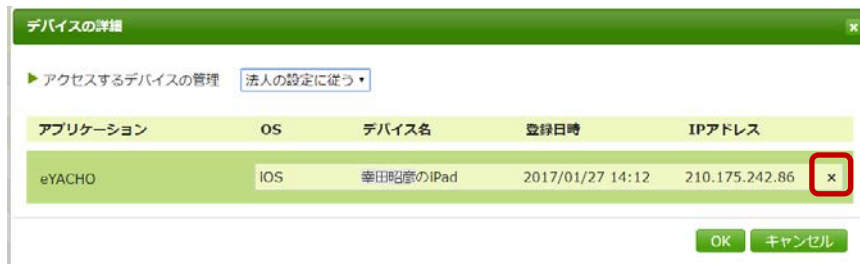 デバイスの詳細 ×
▶ アクセスするデバイスの管理 法人の設定に従う ▾
アプリケーション OS デバイス名 登録日時 IPアドレス
eYACHO iOS 幸田昭彦のiPad 2017/01/27 14:12 210.175.242.86 ×
OK キャンセル